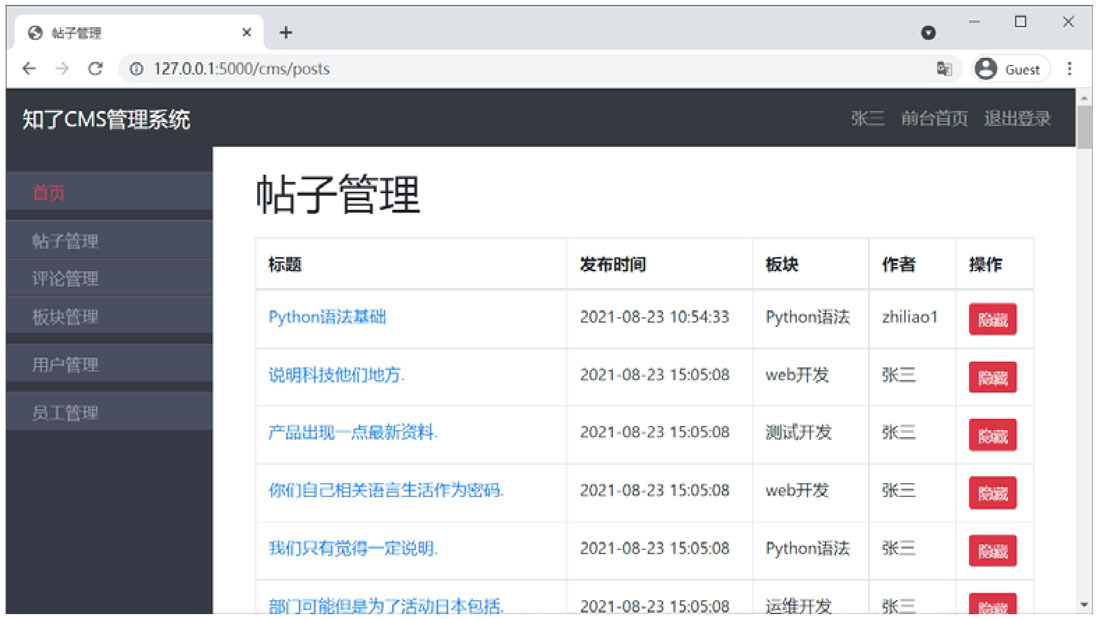 帖子管理
127.0.0.1:5000/cms/posts
Guest
知了CMS管理系统
张三 前台首页 退出登录
首页
帖子管理
评论管理
板块管理
用户管理
员工管理
帖子管理
标题 发布时间 板块 作者 操作
Python语法基础 2021-08-23 10:54:33 Python语法 zhiliao1 隐藏
说明科技他们地方. 2021-08-23 15:05:08 web开发 张三 隐藏
产品出现一点最新资料. 2021-08-23 15:05:08 测试开发 张三 隐藏
你们自己相关语言生活作为密码. 2021-08-23 15:05:08 web开发 张三 隐藏
我们只有觉得一定说明. 2021-08-23 15:05:08 Python语法 张三 隐藏
部门可能但是为了活动日本包括. 2021-08-23 15:05:08 运维开发 张三 隐藏